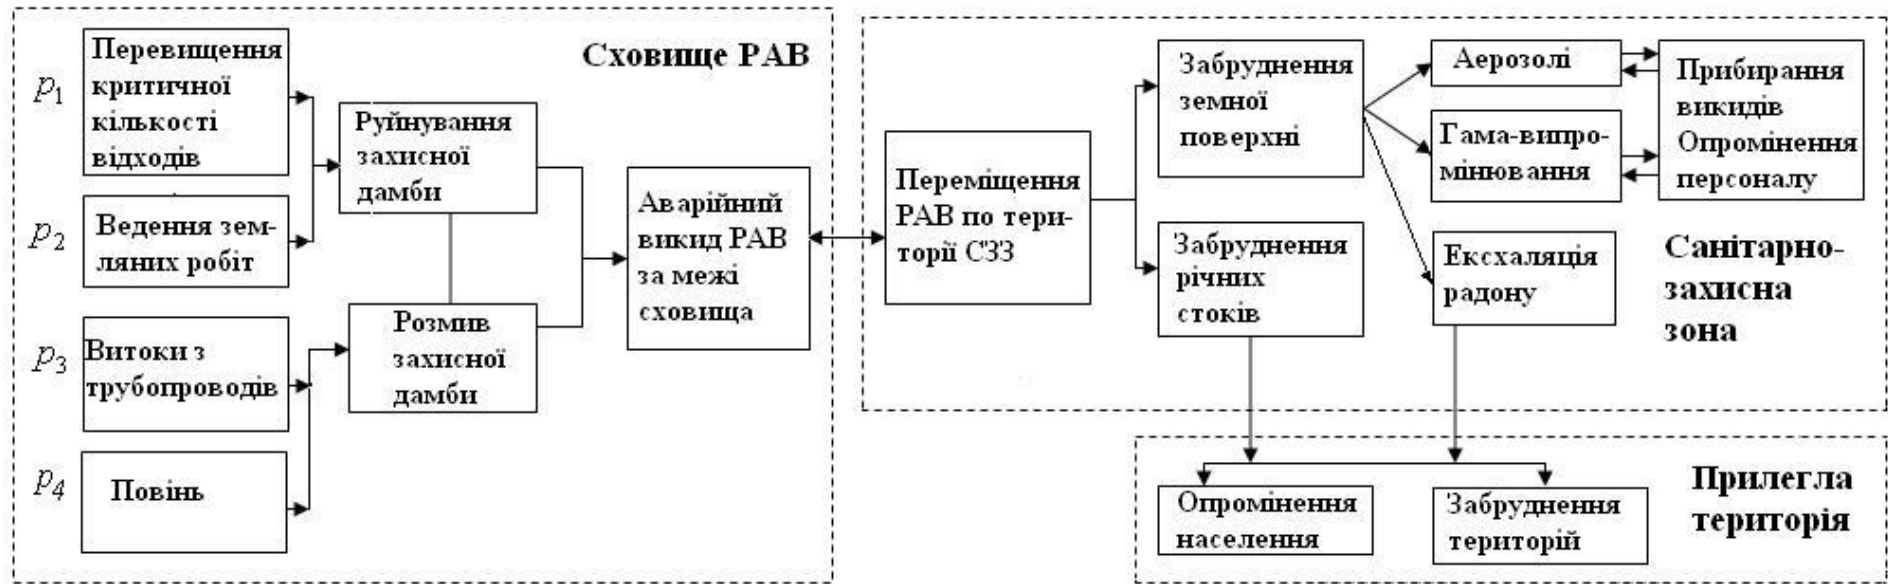 Сховище РАВ
p1
Перевищення
критичної
кількості
відходів
p2
Ведення зем-
ляних робіт
p3
Витоки з
трубопроводів
p4
Повінь
Руйнування
захисної
дамби
Розмив
захисної
дамби
Аварійний
викид РАВ
за межі
сховища
Переміщення
РАВ по тери-
торії СЗЗ
Забруднення
земної
поверхні
Забруднення
річних
стоків
Аерозолі
Гама-випро-
мінювання
Ексхаляція
радону
Прибирання
викидів
Опромінення
персоналу
Санітарно-
захисна
зона
Опромінення
населення
Забруднення
територій
Прилегла
територія